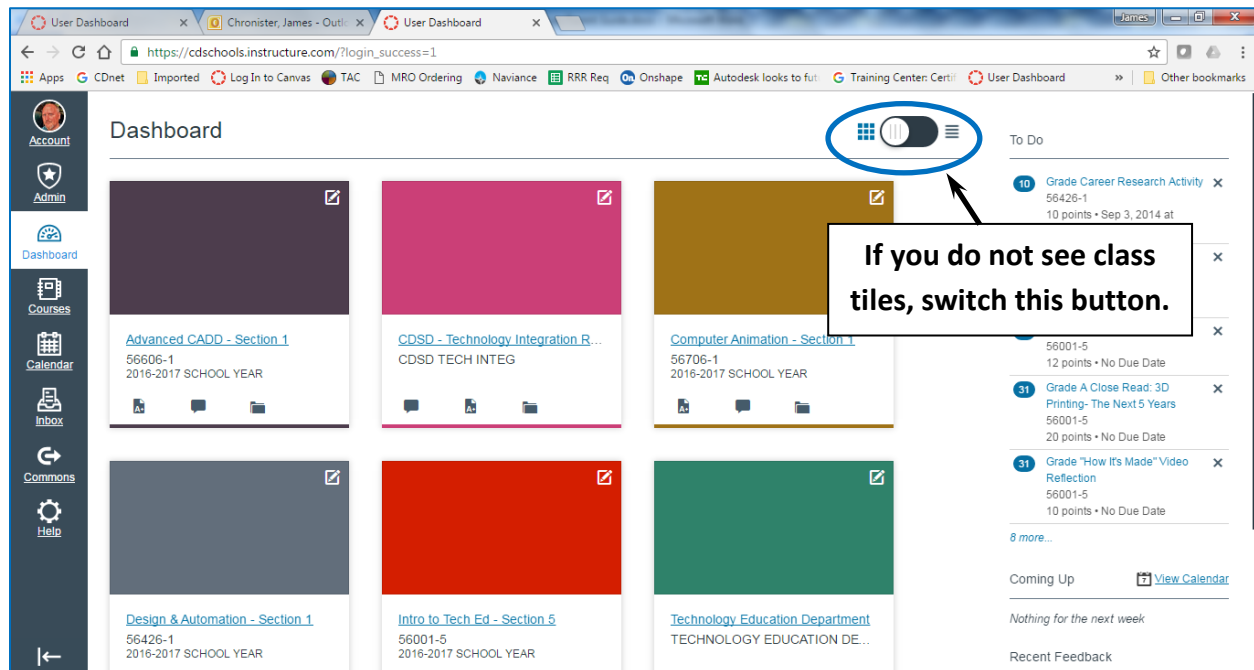 User Dashboard
Chronister, James - Outlo
User Dashboard
James
https://cdschools.instructure.com/?login_success=1
Apps
CDnet
Imported
Log In to Canvas
TAC
MRO Ordering
Naviance
RRR Req
Onshape
Autodesk looks to fut
Training Center: Certif
User Dashboard
»
Other bookmarks
Account
Admin
Dashboard
Courses
Calendar
Inbox
Commons
Help
Dashboard
If you do not see class
tiles, switch this button.
Advanced CADD - Section 1
56606-1
2016-2017 SCHOOL YEAR
CDSD - Technology Integration R...
CDSD TECH INTEG
Computer Animation - Section 1
56706-1
2016-2017 SCHOOL YEAR
Design & Automation - Section 1
56426-1
2016-2017 SCHOOL YEAR
Intro to Tech Ed - Section 5
56001-5
2016-2017 SCHOOL YEAR
Technology Education Department
TECHNOLOGY EDUCATION DE...
To Do
10
Grade Career Research Activity
56426-1
10 points • Sep 3, 2014 at
56001-5
12 points • No Due Date
31
Grade A Close Read: 3D
Printing- The Next 5 Years
56001-5
20 points • No Due Date
31
Grade "How It's Made" Video
Reflection
56001-5
10 points • No Due Date
8 more...
Coming Up
7
View Calendar
Nothing for the next week
Recent Feedback